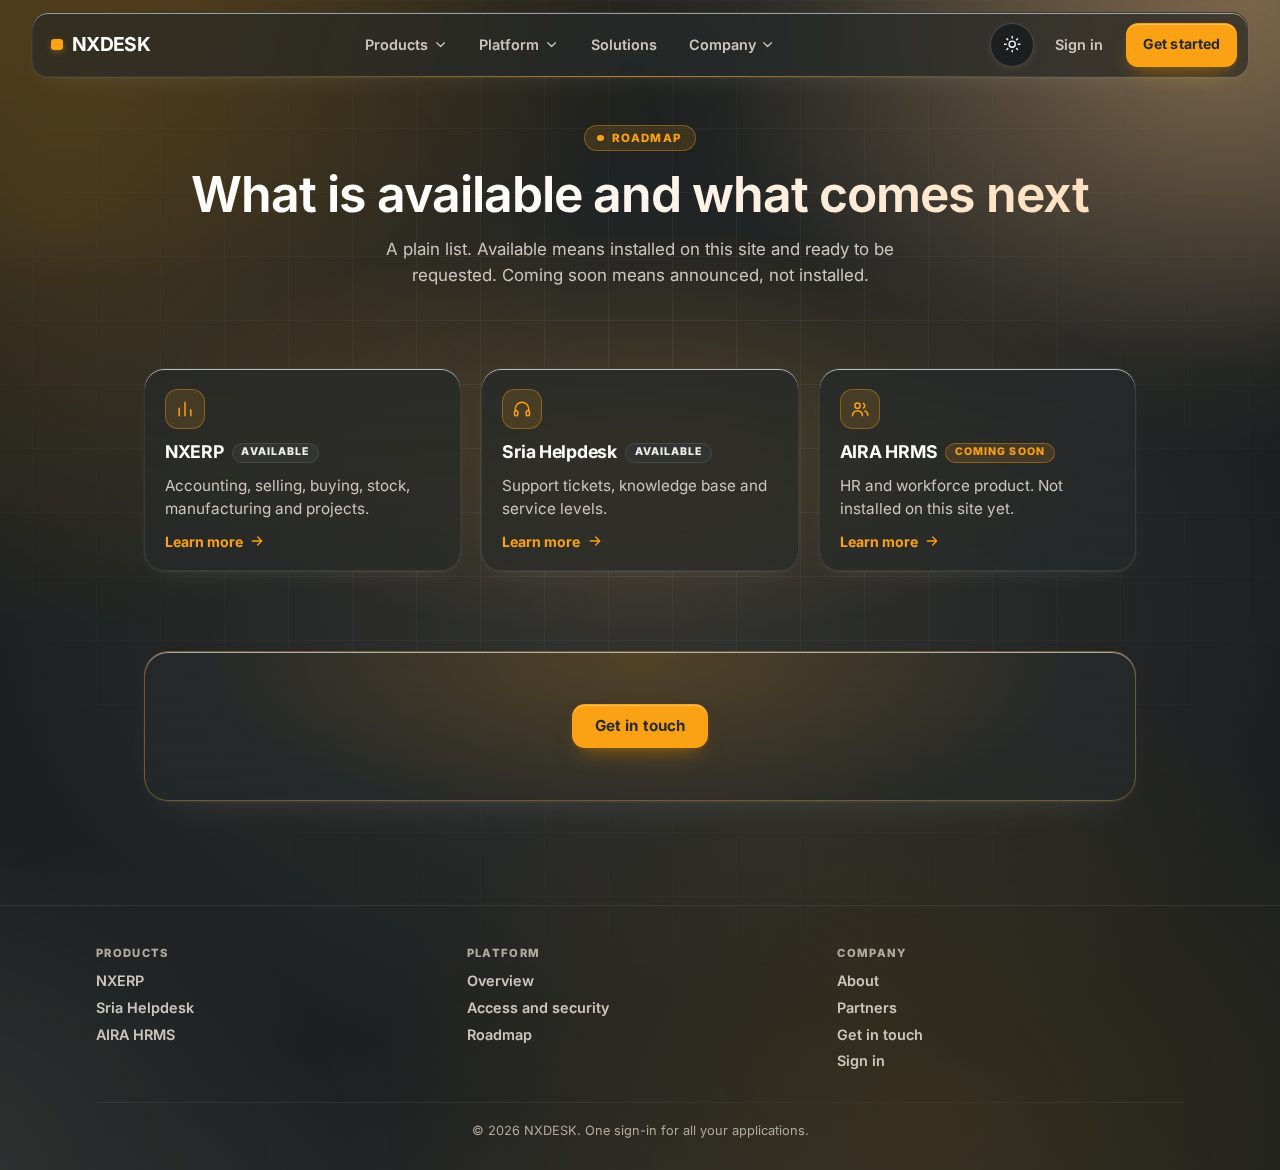 NXDESK
Products
Platform
Solutions
Company
Sign in
Get started
ROADMAP
What is available and what comes next
A plain list. Available means installed on this site and ready to be
requested. Coming soon means announced, not installed.
NXERP AVAILABLE
Accounting, selling, buying, stock,
manufacturing and projects.
Learn more
Sria Helpdesk AVAILABLE
Support tickets, knowledge base and
service levels.
Learn more
AIRA HRMS COMING SOON
HR and workforce product. Not
installed on this site yet.
Learn more
Get in touch
PRODUCTS
NXERP
Sria Helpdesk
AIRA HRMS
PLATFORM
Overview
Access and security
Roadmap
COMPANY
About
Partners
Get in touch
Sign in
© 2026 NXDESK. One sign-in for all your applications.